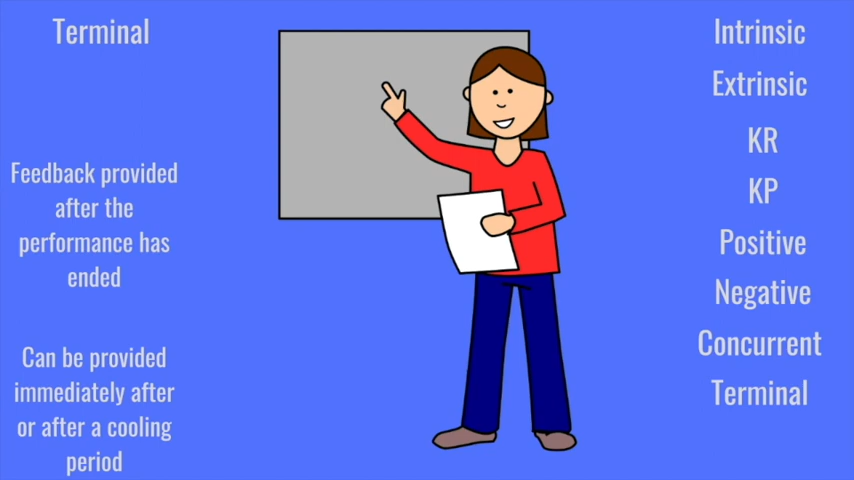 Terminal
Feedback provided
after the
performance has
ended
Can be provided
immediately after
or after a cooling
period
Intrinsic
Extrinsic
KR
KP
Positive
Negative
Concurrent
Terminal